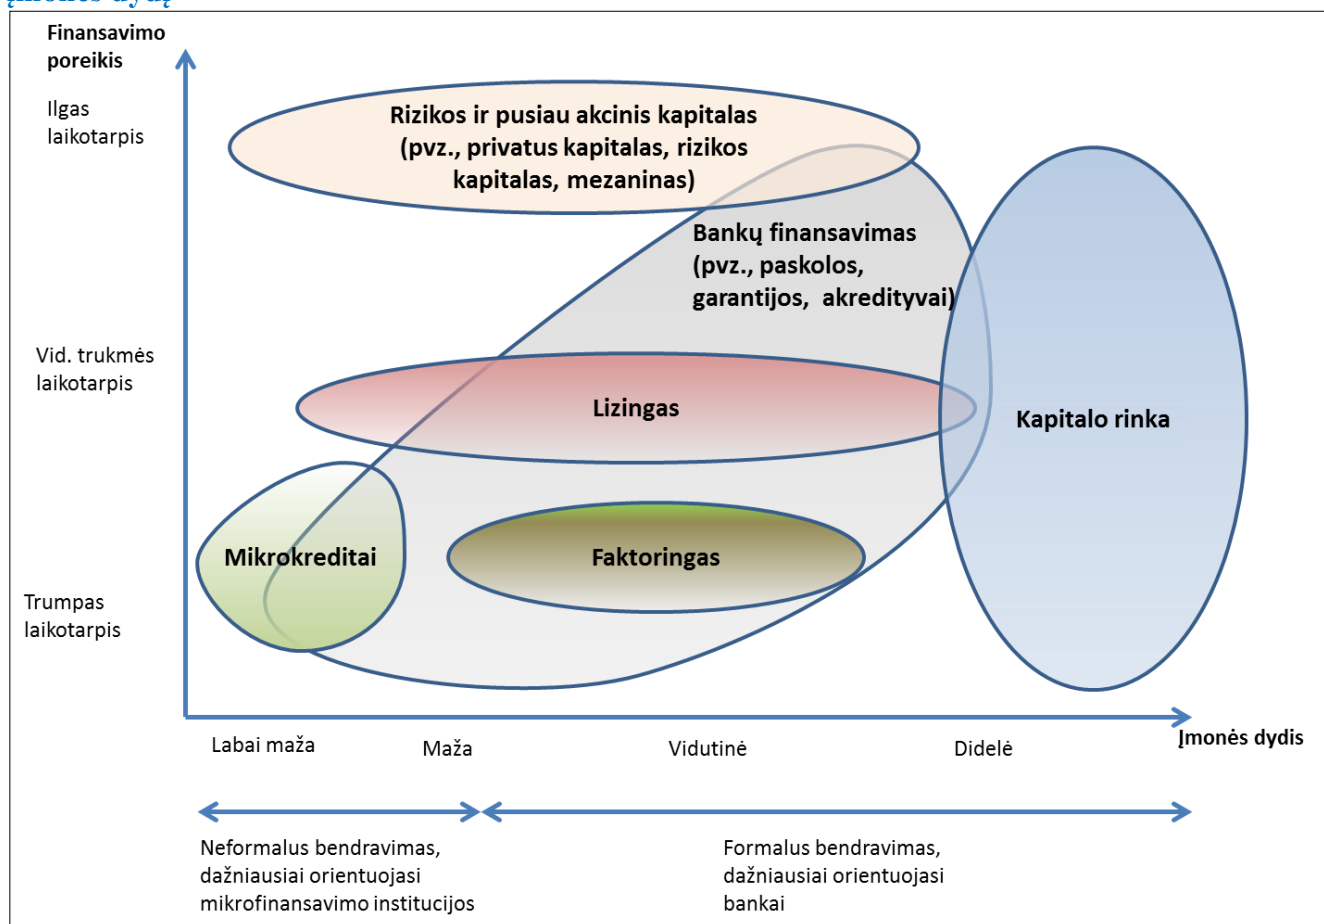 įmonės dydį
Finansavimo
poreikis
Ilgas
laikotarpis
Rizikos ir pusiau akcinis kapitalas
(pvz., privatus kapitalas, rizikos
kapitalas, mezaninas)
Bankų finansavimas
(pvz., paskolos,
garantijos, akredityvai)
Vid. trukmės
laikotarpis
Lizingas
Kapitalo rinka
Mikrokreditai
Faktoringas
Trumpas
laikotarpis
Labai maža
Maža
Vidutinė
Didelė
Įmonės dydis
Neformalus bendravimas,
dažniausiai orientuojasi
mikrofinansavimo institucijos
Formalus bendravimas,
dažniausiai orientuojasi
bankai